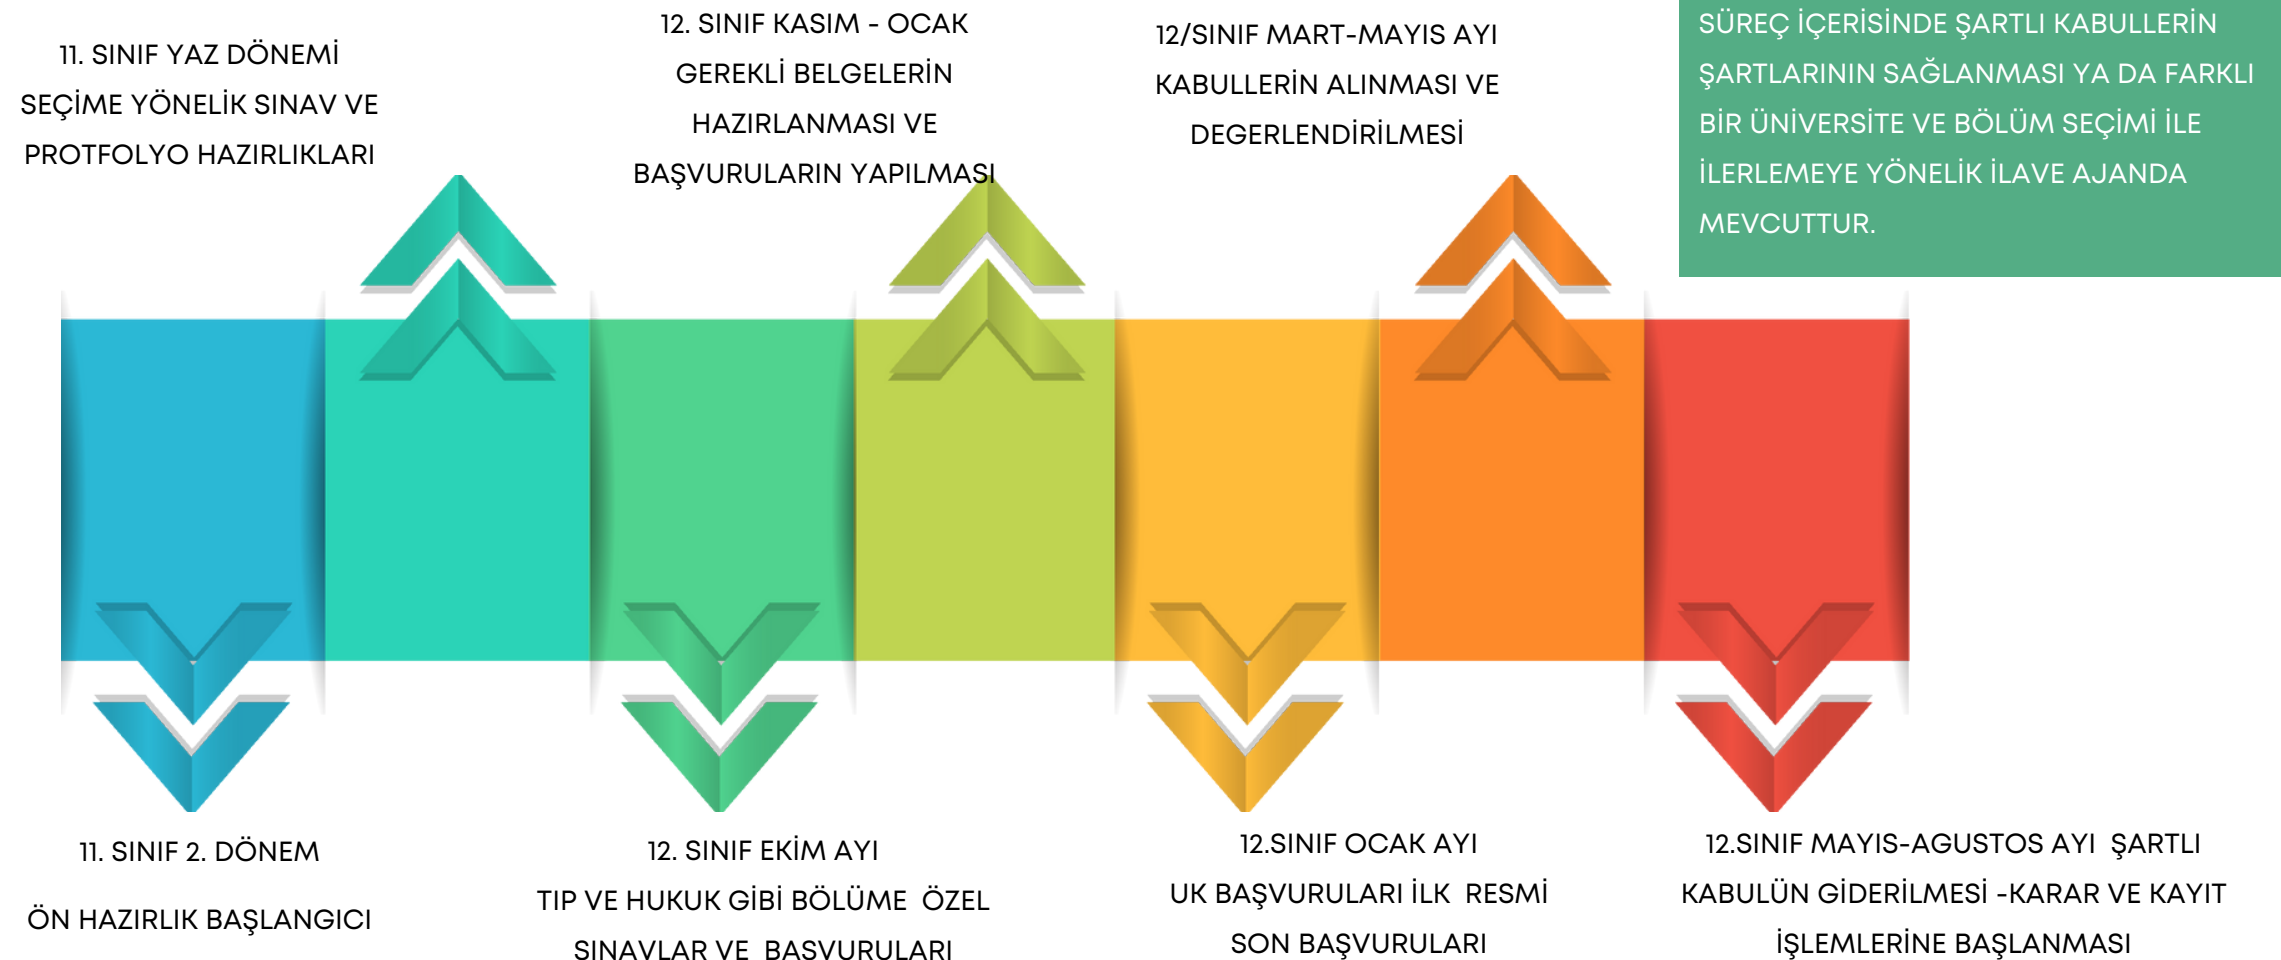 11. SINIF YAZ DÖNEMİ
SEÇİME YÖNELİK SINAV VE
PROTFOLYO HAZIRLIKLARI
12. SINIF KASIM - OCAK
GEREKLİ BELGELERİN
HAZIRLANMASI VE
BAŞVURULARIN YAPILMASI
12/SINIF MART-MAYIS AYI
KABULLERİN ALINMASI VE
DEGERLENDİRİLMESİ
SÜREÇ İÇERİSİNDE ŞARTLI KABULLERİN
ŞARTLARININ SAĞLANMASI YA DA FARKLI
BİR ÜNİVERSİTE VE BÖLÜM SEÇİMİ İLE
İLERLEMEYE YÖNELİK İLAVE AJANDA
MEVCUTTUR.
11. SINIF 2. DÖNEM
ÖN HAZIRLIK BAŞLANGICI
12. SINIF EKİM AYI
TIP VE HUKUK GİBİ BÖLÜME ÖZEL
SINAVLAR VE BASVURULARI
12.SINIF OCAK AYI
UK BAŞVURULARI İLK RESMİ
SON BAŞVURULARI
12.SINIF MAYIS-AGUSTOS AYI ŞARTLI
KABULÜN GİDERİLMESİ -KARAR VE KAYIT
İŞLEMLERİNE BAŞLANMASI